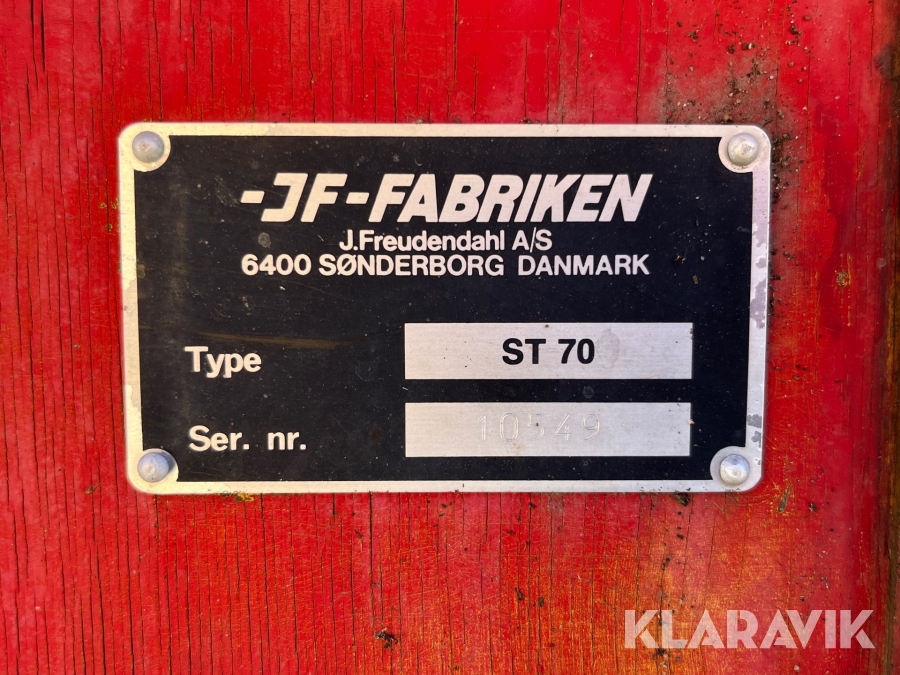 -JF-FABRIKEN
J.Freudendahl A/S
6400 SØNDERBORG DANMARK
Type ST 70
Ser. nr. 10549
KLARAVIK